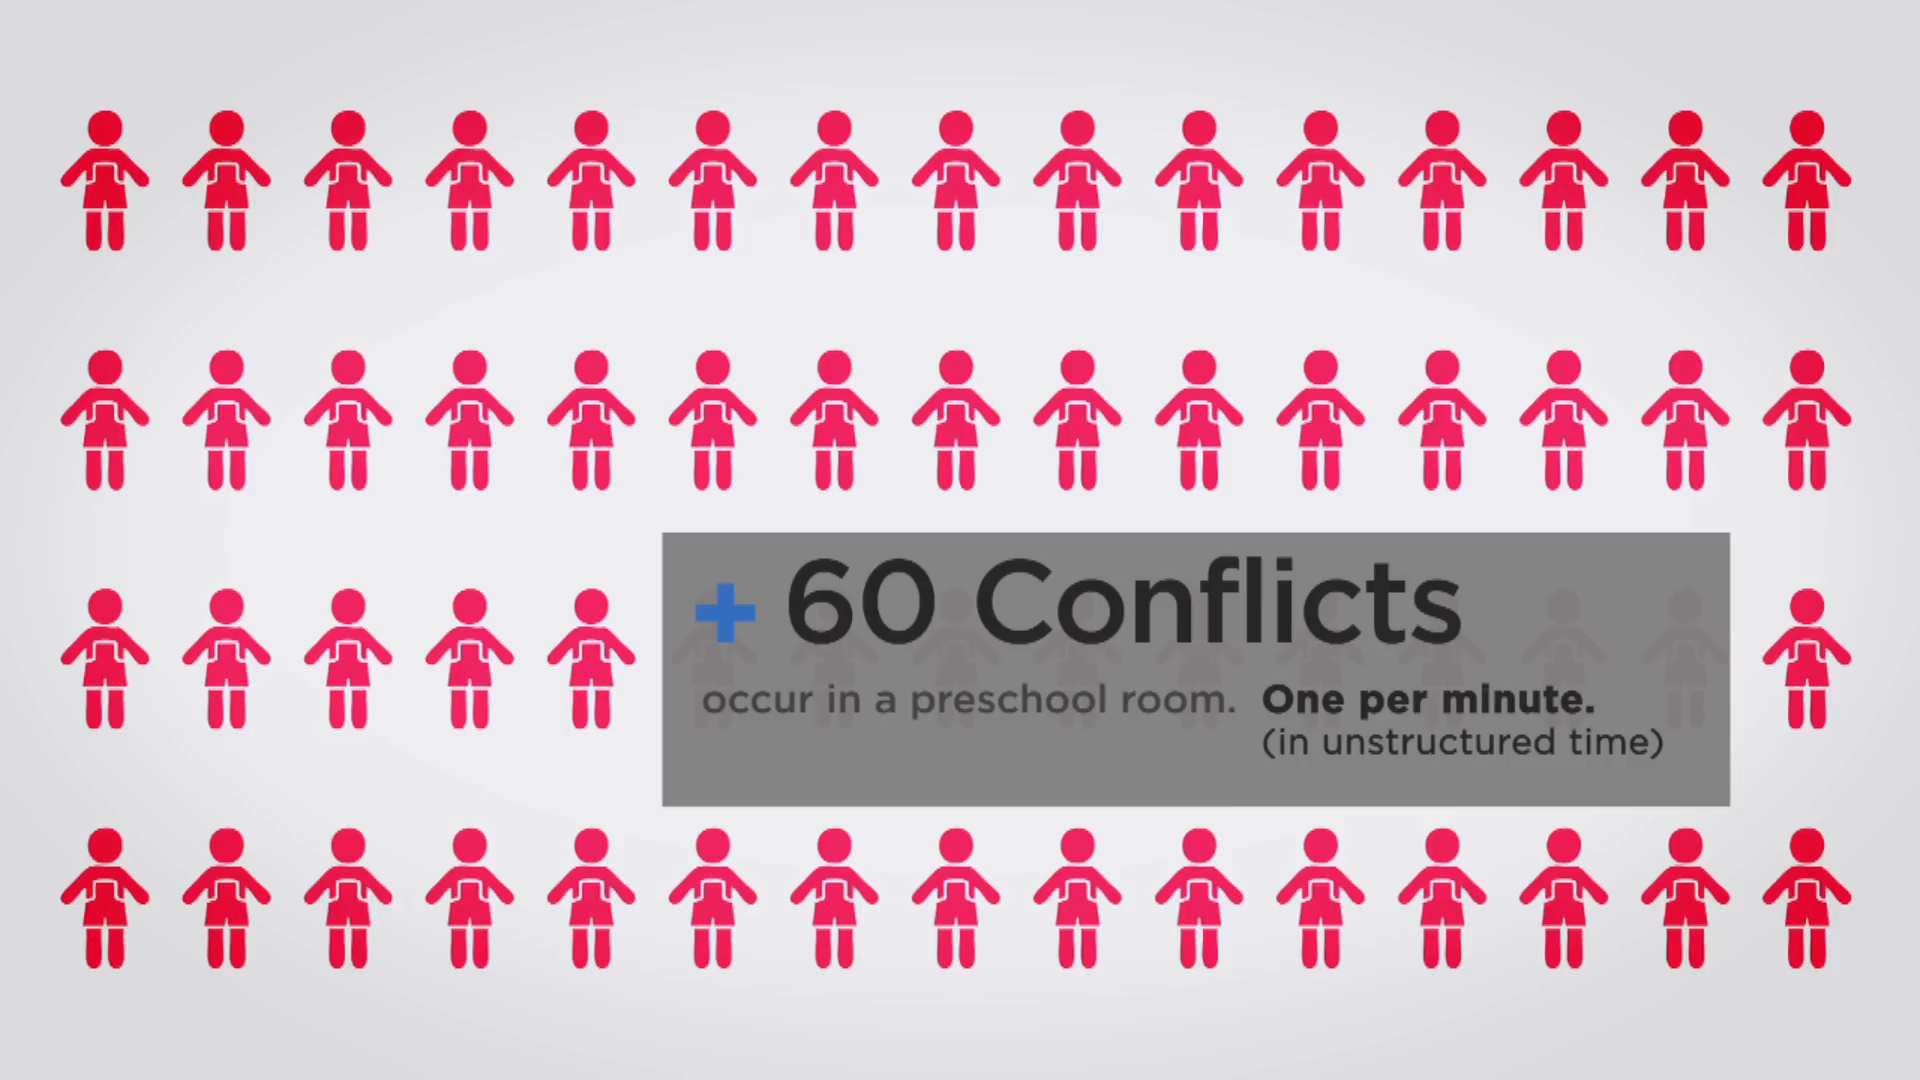 + 60 Conflicts
occur in a preschool room. One per minute.
(in unstructured time)